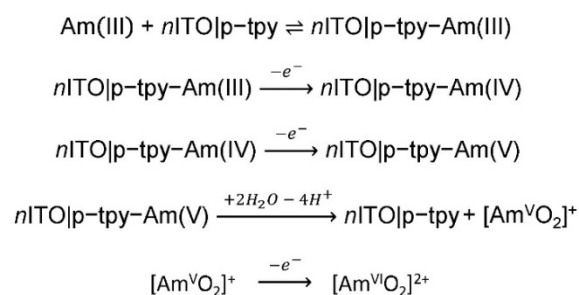 Am(III) + nITO|p−tpy ⇌ nITO|p−tpy−Am(III)
nITO|p−tpy−Am(III) −e⁻ ⟶ nITO|p−tpy−Am(IV)
nITO|p−tpy−Am(IV) −e⁻ ⟶ nITO|p−tpy−Am(V)
nITO|p−tpy−Am(V) +2H₂O − 4H⁺ ⟶ nITO|p−tpy + [AmⱽO₂]⁺
[AmⱽO₂]⁺ −e⁻ ⟶ [AmⱽᴵO₂]²⁺